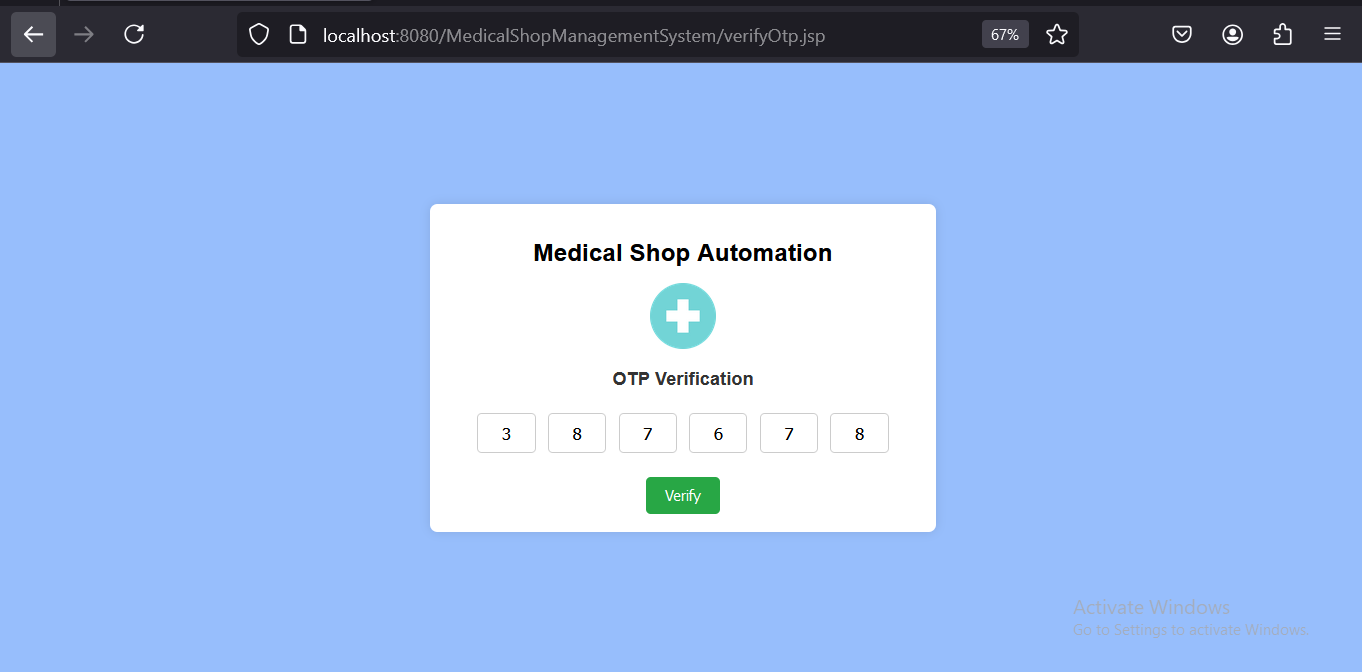 localhost:8080/MedicalShopManagementSystem/verifyOtp.jsp 67%
Medical Shop Automation
OTP Verification
3 8 7 6 7 8
Verify
Activate Windows
Go to Settings to activate Windows.